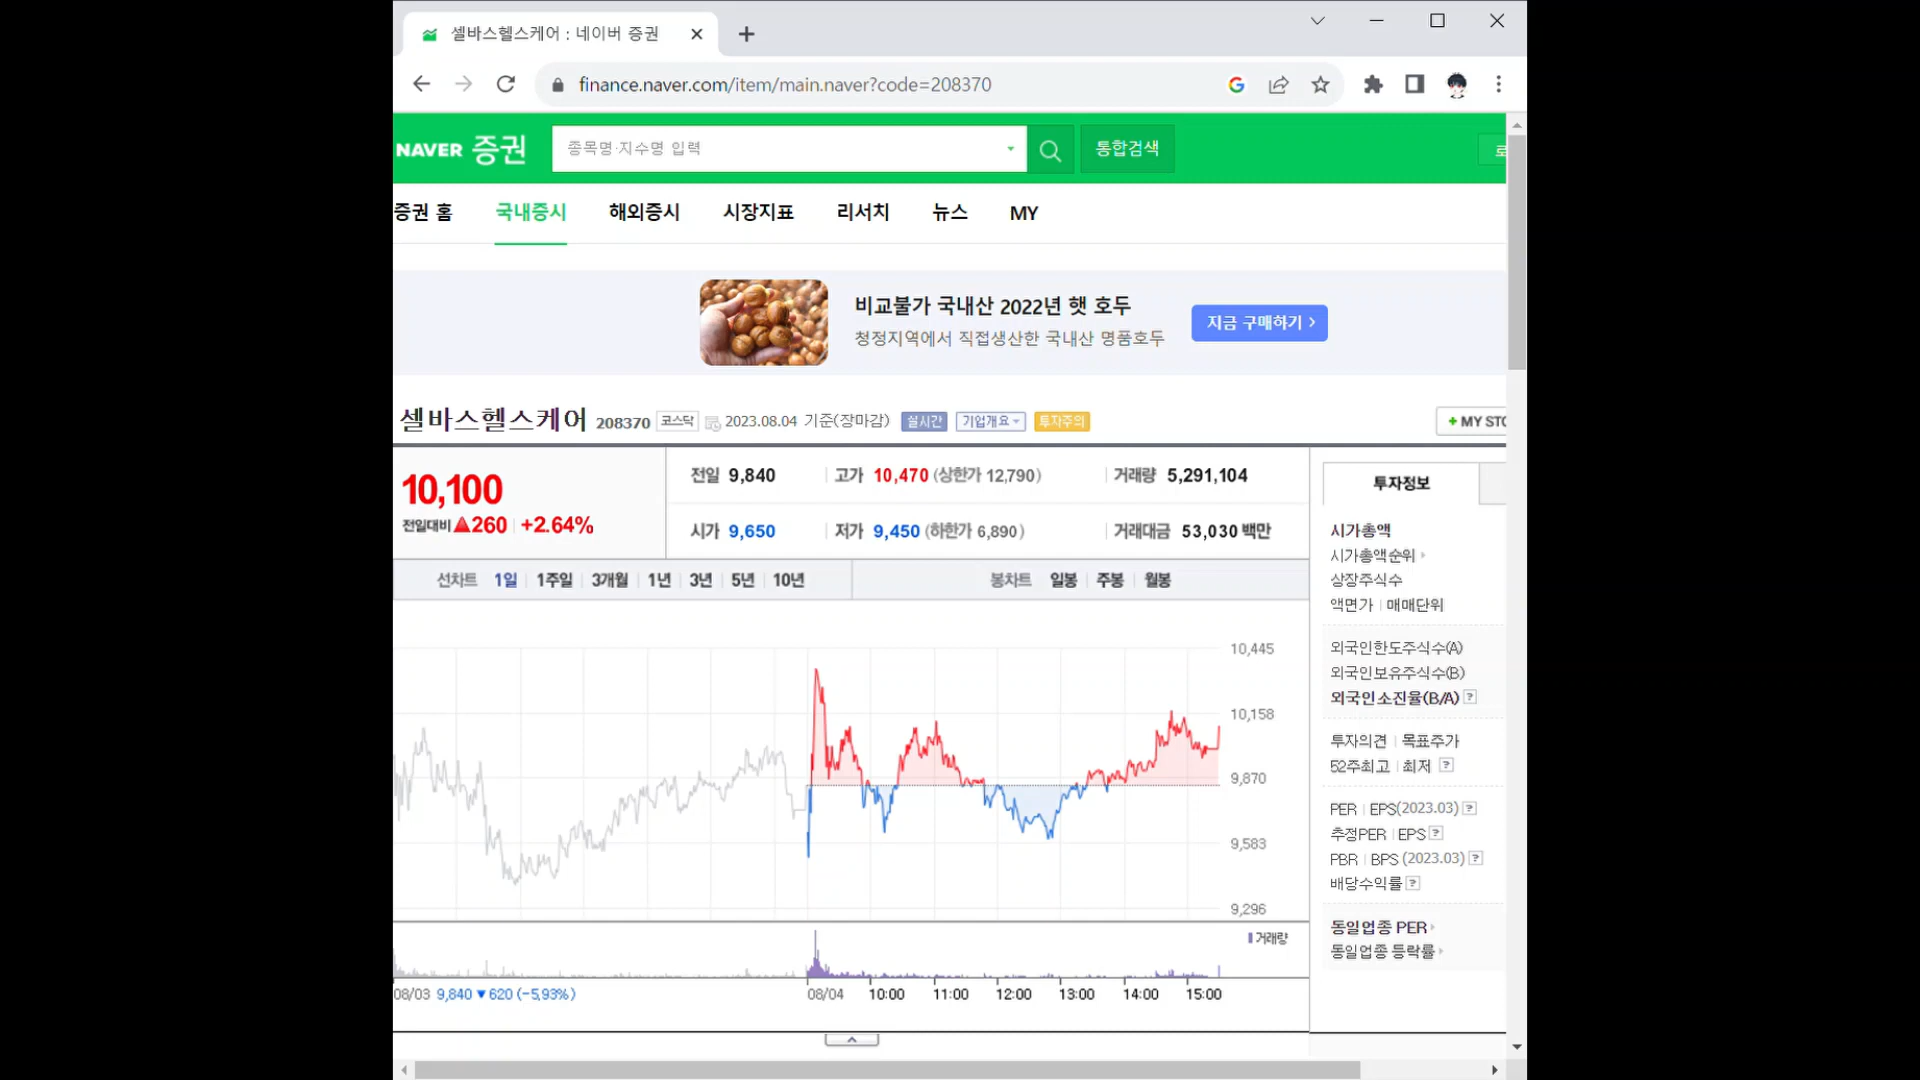 셀바스헬스케어 : 네이버 증권
finance.naver.com/item/main.naver?code=208370
NAVER 증권
종목명·지수명 입력
통합검색
로
증권 홈 국내증시 해외증시 시장지표 리서치 뉴스 MY
비교불가 국내산 2022년 햇 호두
청정지역에서 직접생산한 국내산 명품호두
지금 구매하기 >
셀바스헬스케어 208370 코스닥 2023.08.04 기준(장마감) 실시간 기업개요 투자주의
+ MY STO
10,100
전일대비 ▲260 +2.64%
전일 9,840 고가 10,470 (상한가 12,790) 거래량 5,291,104
시가 9,650 저가 9,450 (하한가 6,890) 거래대금 53,030 백만
선차트 1일 1주일 3개월 1년 3년 5년 10년
봉차트 일봉 주봉 월봉
10,445
10,158
9,870
9,583
9,296
거래량
08/03 9,840 ▼620 (-5.93%)
08/04 10:00 11:00 12:00 13:00 14:00 15:00
투자정보
시가총액
시가총액순위
상장주식수
액면가 | 매매단위
외국인한도주식수(A)
외국인보유주식수(B)
외국인소진율(B/A) ?
투자의견 | 목표주가
52주최고 | 최저 ?
PER | EPS(2023.03) ?
추정PER | EPS ?
PBR | BPS (2023.03) ?
배당수익률 ?
동일업종 PER
동일업종 등락률